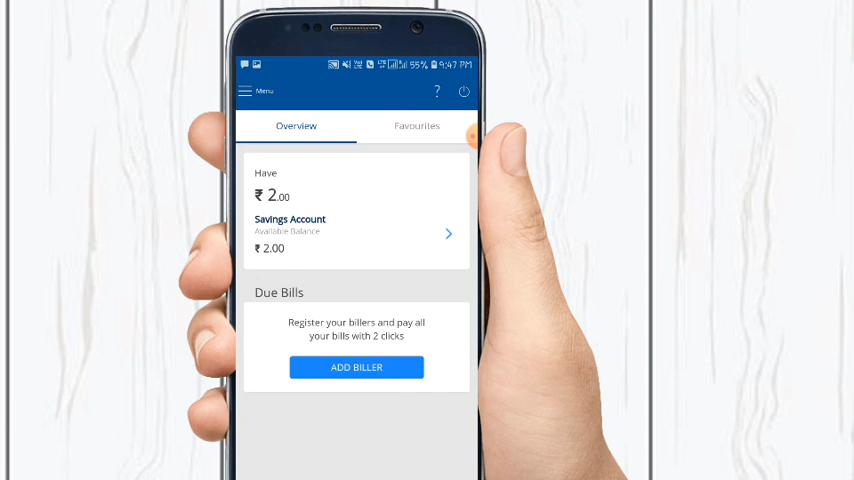 55% 9:47 PM
Menu
?
Overview
Favourites
Have
₹ 2.00
Savings Account
Available Balance
₹ 2.00
Due Bills
Register your billers and pay all
your bills with 2 clicks
ADD BILLER